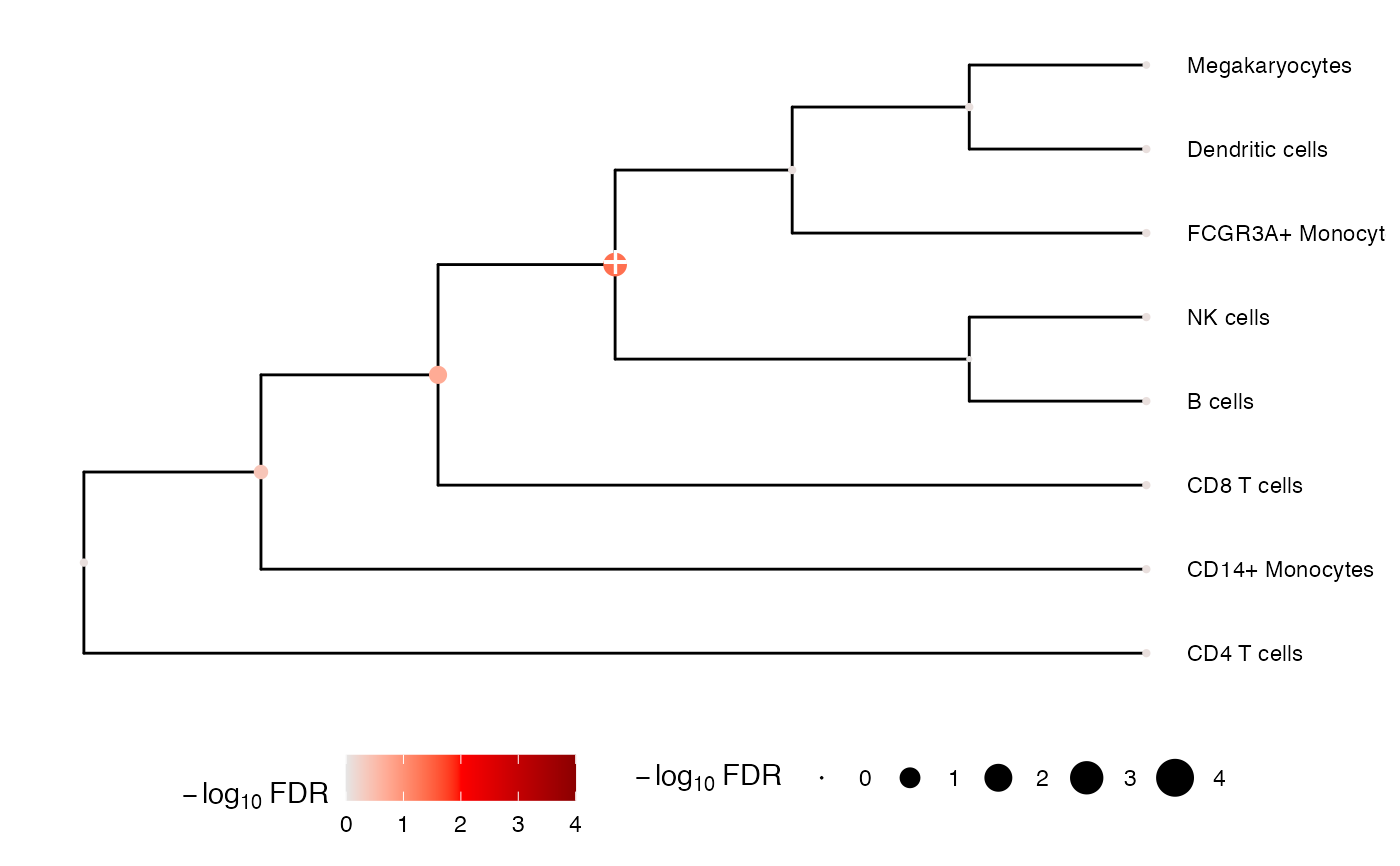 Megakaryocytes
Dendritic cells
FCGR3A+ Monocyt
NK cells
B cells
CD8 T cells
CD14+ Monocytes
CD4 T cells
−log10 FDR
0 1 2 3 4
−log10 FDR
0 1 2 3 4